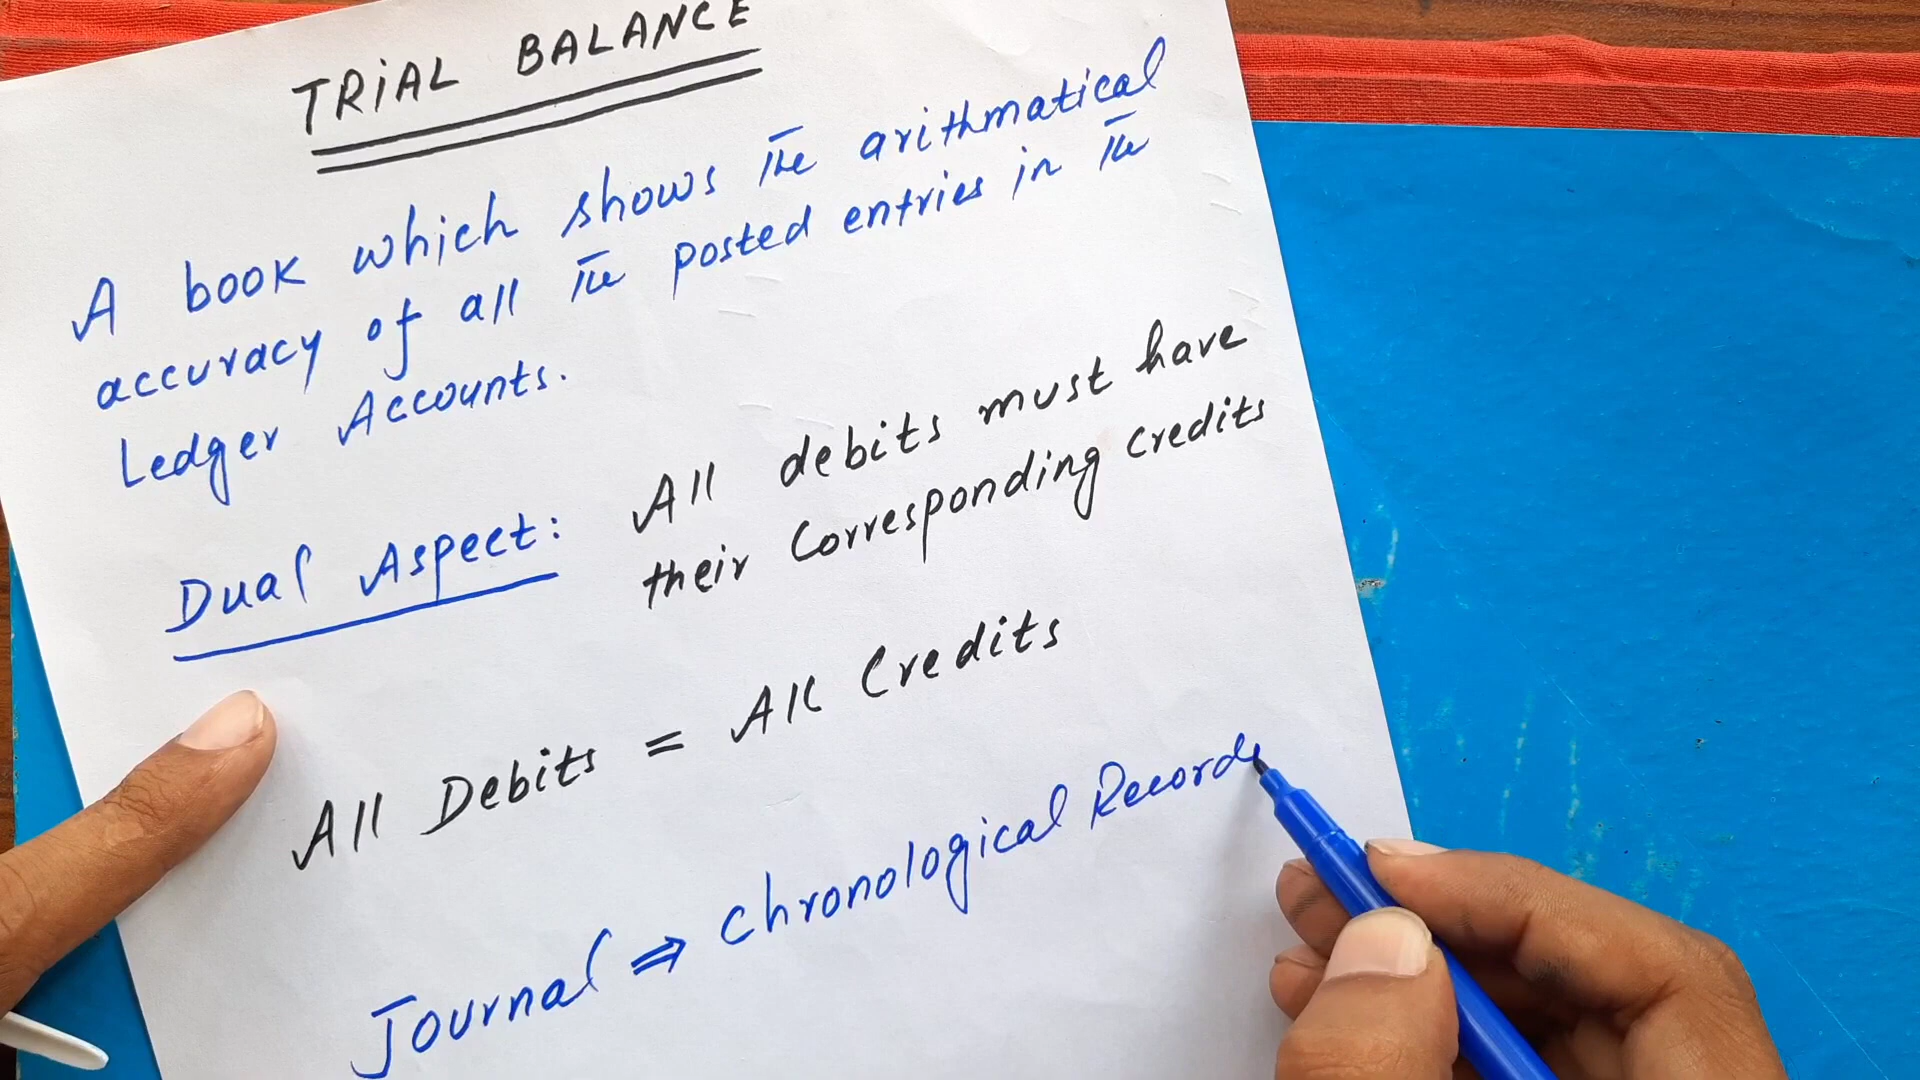 TRiAL BALANCE
A book which shows the arithmatical
accuracy of all the posted entries in the
Ledger Accounts.
Dual Aspect: All debits must have
their Corresponding credits
All Debits = All Credits
Journal ⇒ Chronological Records